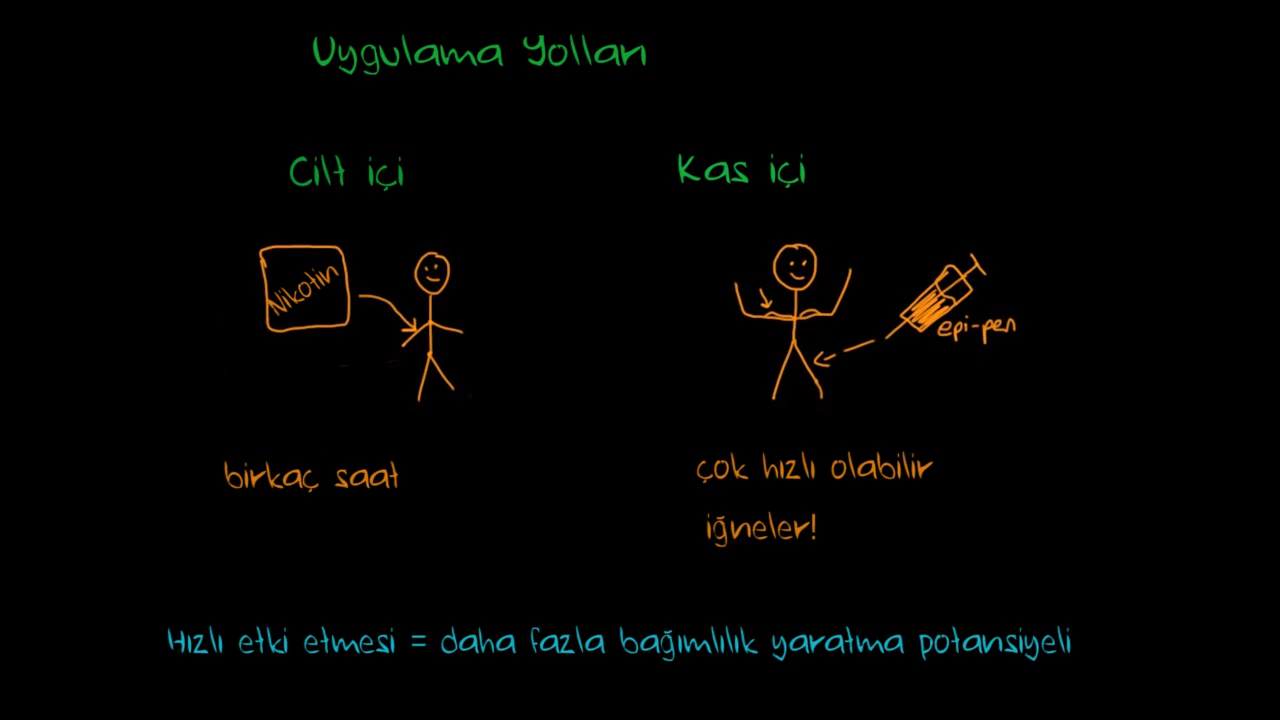 Uygulama Yolları
Cilt içi
Kas içi
Nikotin
epi-pen
birkaç saat
çok hızlı olabilir
iğneler!
Hızlı etki etmesi = daha fazla bağımlılık yaratma potansiyeli